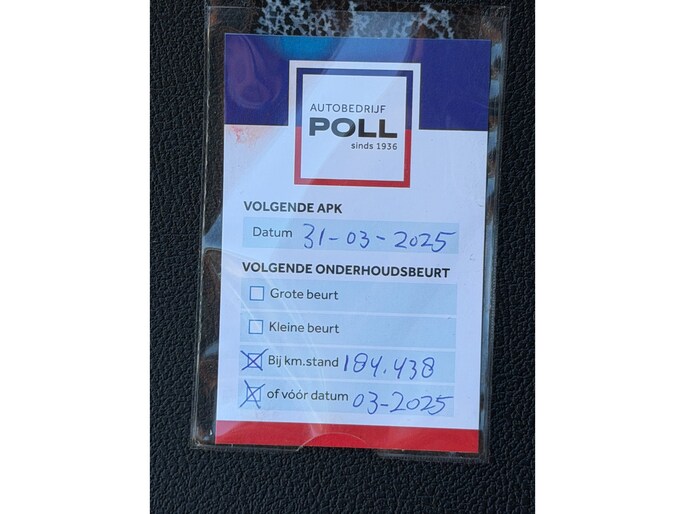 AUTOBEDRIJF
POLL
sinds 1936
VOLGENDE APK
Datum 31-03-2025
VOLGENDE ONDERHOUDSBEURT
Grote beurt
Kleine beurt
Bij km.stand 184.438
of vóór datum 03-2025